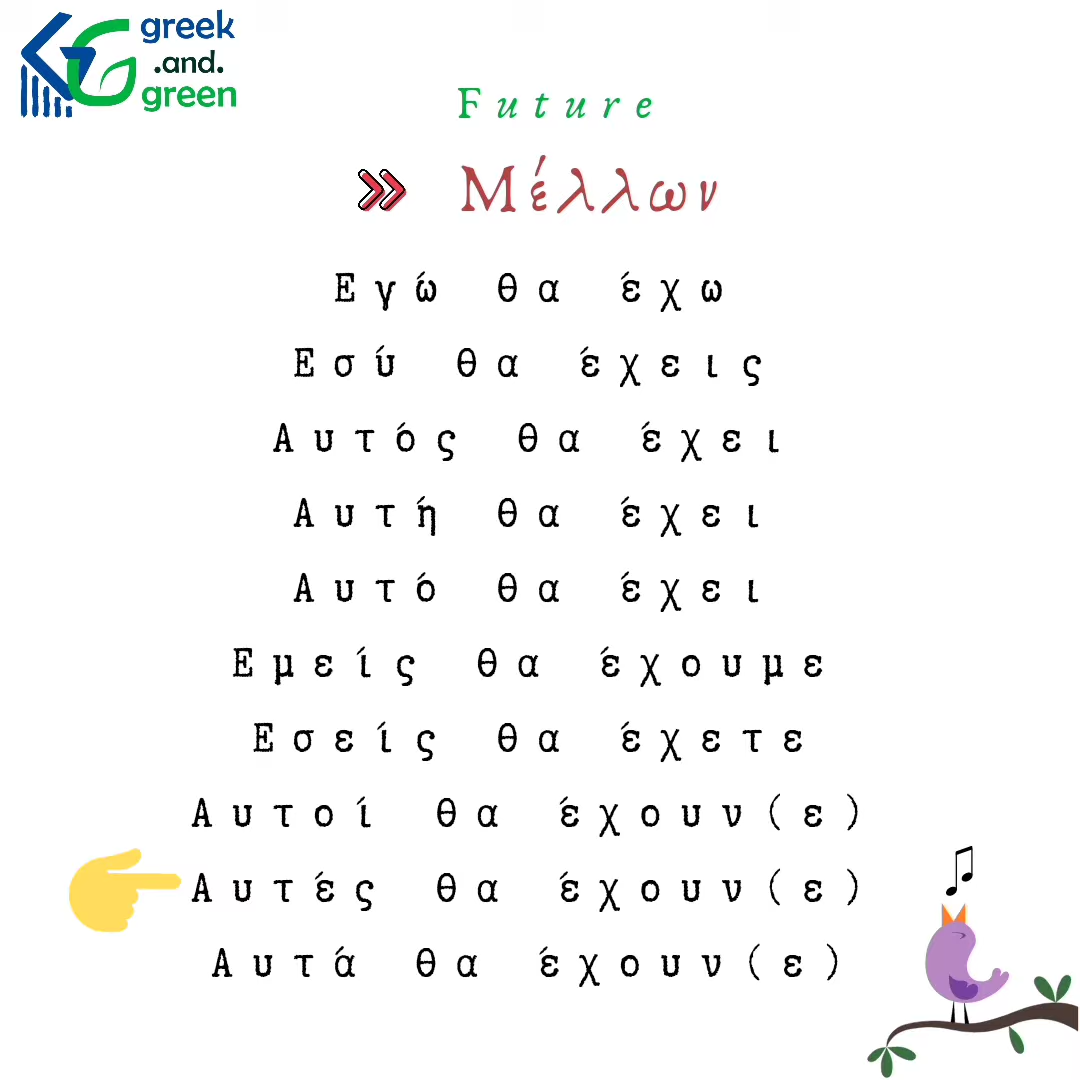 greek
.and.
green
Future
Μέλλων
Εγώ θα έχω
Εσύ θα έχεις
Αυτός θα έχει
Αυτή θα έχει
Αυτό θα έχει
Εμείς θα έχουμε
Εσείς θα έχετε
Αυτοί θα έχουν(ε)
Αυτές θα έχουν(ε)
Αυτά θα έχουν(ε)